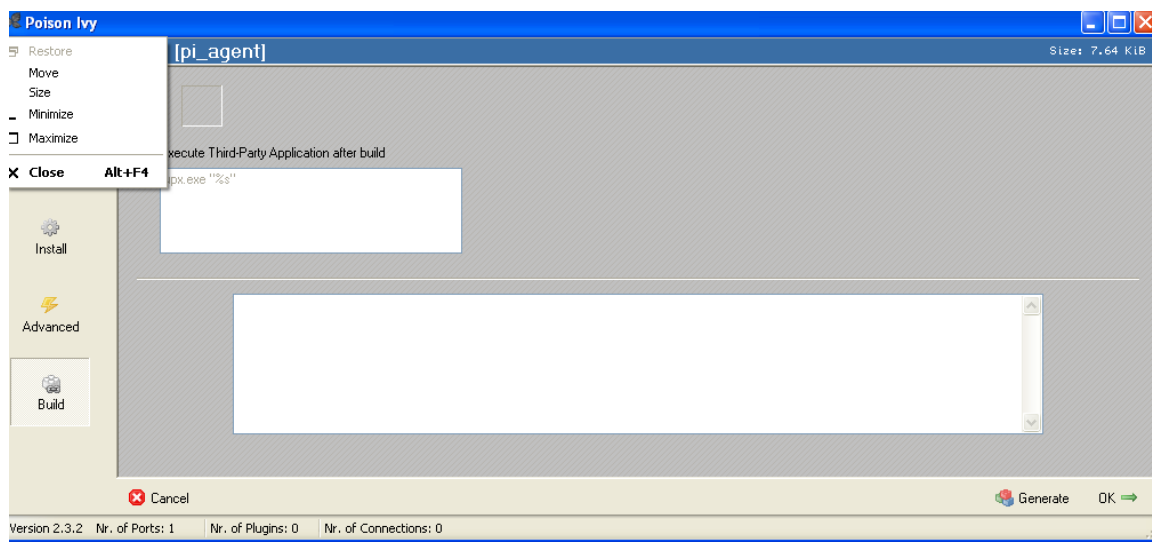 Poison Ivy
Restore
[pi_agent]
Size: 7.64 KiB
Move
Size
Minimize
Maximize
xecute Third-Party Application after build
Close Alt+F4
upx.exe "%s"
Install
Advanced
Build
Cancel
Generate
OK
Version 2.3.2 Nr. of Ports: 1 Nr. of Plugins: 0 Nr. of Connections: 0